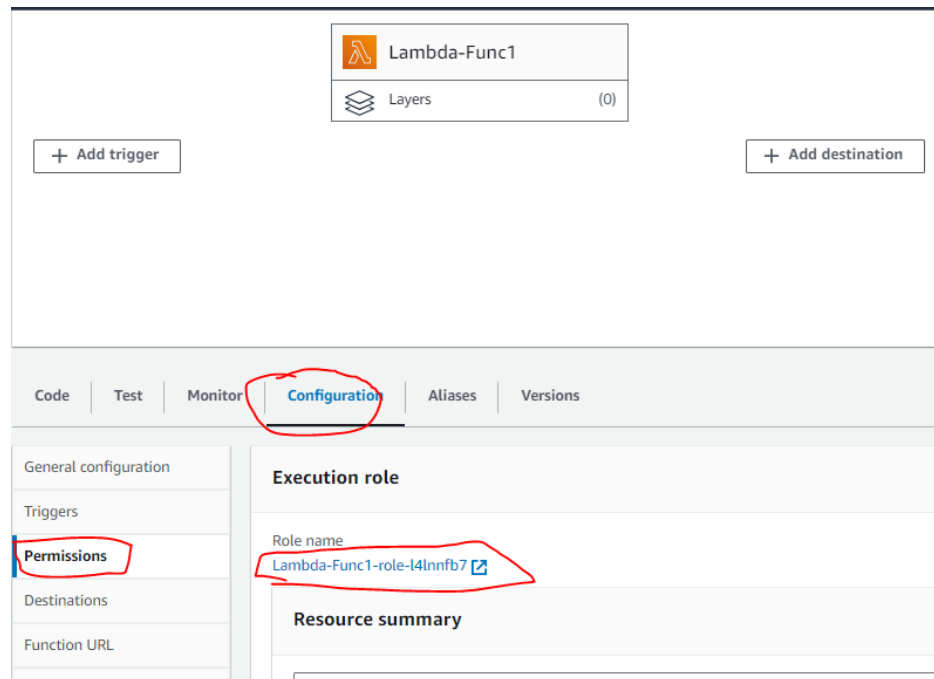 Lambda-Func1
Layers (0)
+ Add trigger
+ Add destination
Code Test Monitor Configuration Aliases Versions
General configuration
Triggers
Permissions
Destinations
Function URL
Execution role
Role name
Lambda-Func1-role-l4lnnfb7
Resource summary